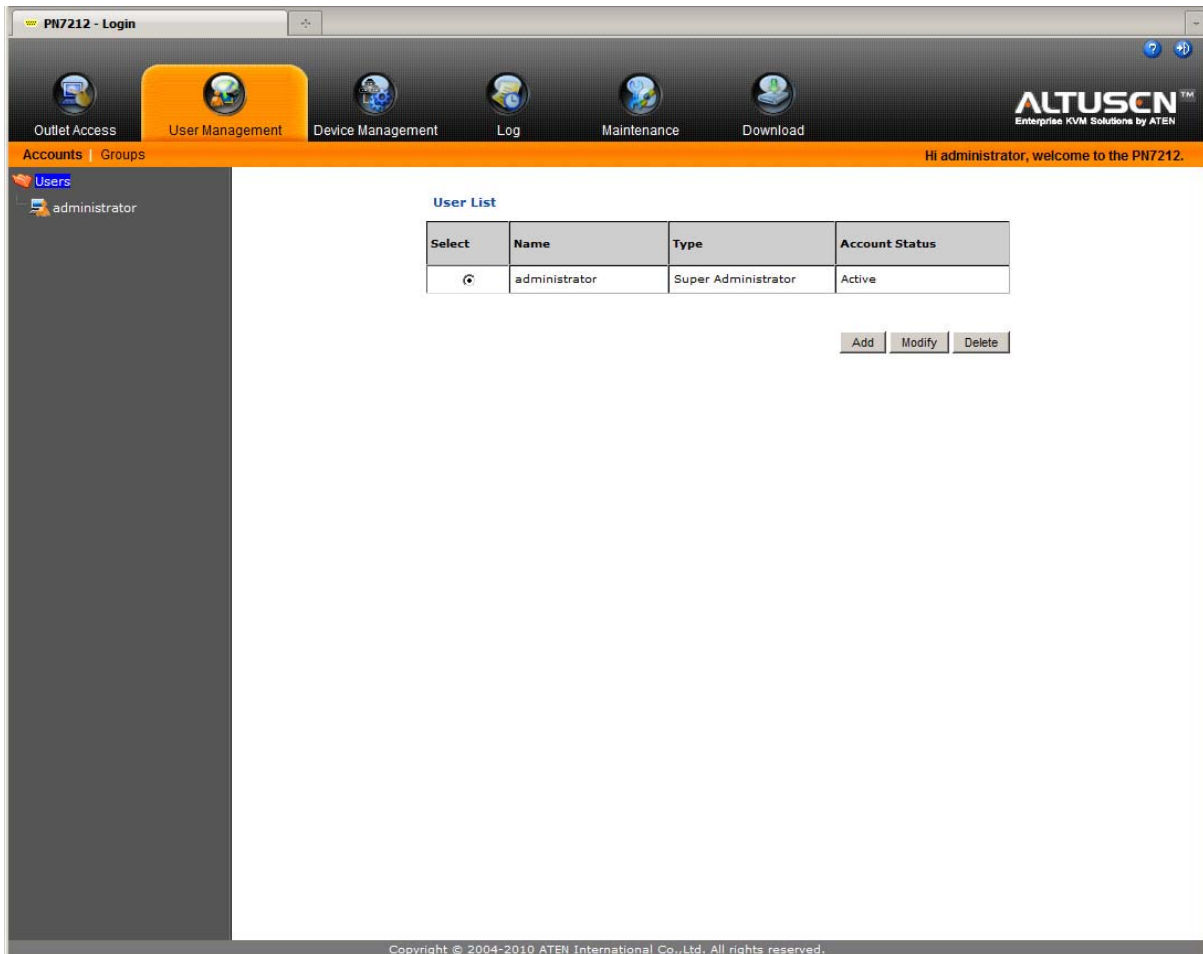 PN7212 - Login
Outlet Access
User Management
Device Management
Log
Maintenance
Download
ALTUSCN™
Enterprise KVM Solutions by ATEN
Accounts | Groups
Hi administrator, welcome to the PN7212.
Users
administrator
User List
Select Name Type Account Status
administrator Super Administrator Active
Add Modify Delete
Copyright © 2004-2010 ATEN International Co.,Ltd. All rights reserved.